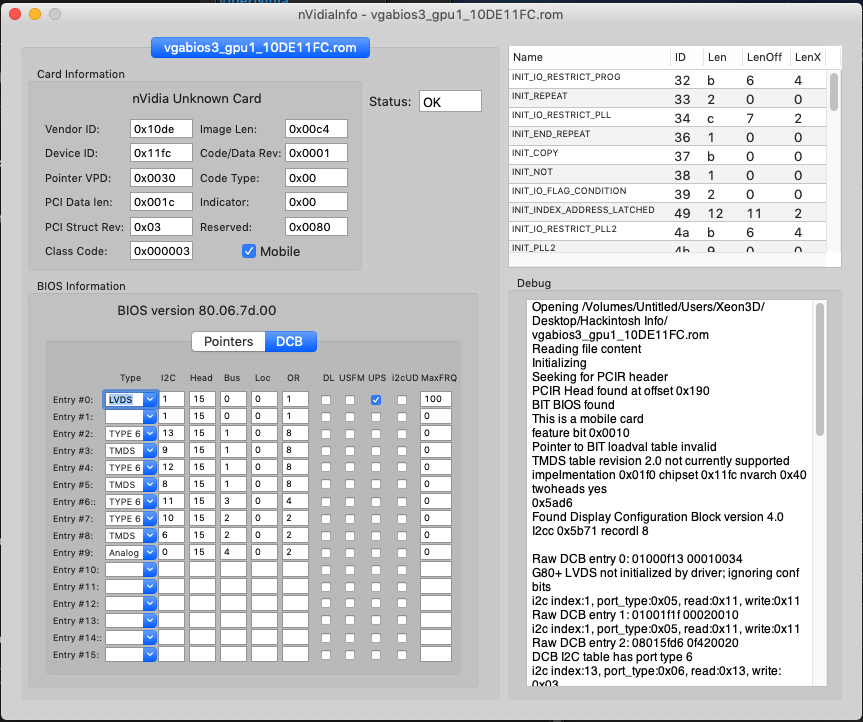 nVidiaInfo - vgabios3_gpu1_10DE11FC.rom
vgabios3_gpu1_10DE11FC.rom
Card Information
nVidia Unknown Card
Status: OK
Vendor ID: 0x10de Image Len: 0x00c4
Device ID: 0x11fc Code/Data Rev: 0x0001
Pointer VPD: 0x0030 Code Type: 0x00
PCI Data len: 0x001c Indicator: 0x00
PCI Struct Rev: 0x03 Reserved: 0x0080
Class Code: 0x000003 Mobile
BIOS Information
BIOS version 80.06.7d.00
Pointers DCB
Type I2C Head Bus Loc OR DL USFM UPS i2cUD MaxFRQ
Entry #0: LVDS 1 15 0 0 1 100
Entry #1: 1 15 0 0 1 0
Entry #2: TYPE 6 13 15 1 0 8 0
Entry #3: TMDS 9 15 1 0 8 0
Entry #4: TYPE 6 12 15 1 0 8 0
Entry #5: TMDS 8 15 1 0 8 0
Entry #6:: TYPE 6 11 15 3 0 4 0
Entry #7: TYPE 6 10 15 2 0 2 0
Entry #8: TMDS 6 15 2 0 2 0
Entry #9: Analog 0 15 4 0 2 0
Entry #10:
Entry #11:
Entry #12:
Entry #13:
Entry #14::
Entry #15:
Name ID Len LenOff LenX
INIT_IO_RESTRICT_PROG 32 b 6 4
INIT_REPEAT 33 2 0 0
INIT_IO_RESTRICT_PLL 34 c 7 2
INIT_END_REPEAT 36 1 0 0
INIT_COPY 37 b 0 0
INIT_NOT 38 1 0 0
INIT_IO_FLAG_CONDITION 39 2 0 0
INIT_INDEX_ADDRESS_LATCHED 49 12 11 2
INIT_IO_RESTRICT_PLL2 4a b 6 4
INIT_PLL2 4b 9 0 0
Debug
Opening /Volumes/Untitled/Users/Xeon3D/
Desktop/Hackintosh Info/
vgabios3_gpu1_10DE11FC.rom
Reading file content
Initializing
Seeking for PCIR header
PCIR Head found at offset 0x190
BIT BIOS found
This is a mobile card
feature bit 0x0010
Pointer to BIT loadval table invalid
TMDS table revision 2.0 not currently supported
impelmentation 0x01f0 chipset 0x11fc nvarch 0x40
twoheads yes
0x5ad6
Found Display Configuration Block version 4.0
I2cc 0x5b71 recordl 8
Raw DCB entry 0: 01000f13 00010034
G80+ LVDS not initialized by driver; ignoring conf
bits
i2c index:1, port_type:0x05, read:0x11, write:0x11
Raw DCB entry 1: 01001f1f 00020010
i2c index:1, port_type:0x05, read:0x11, write:0x11
Raw DCB entry 2: 08015fd6 0f420020
DCB I2C table has port type 6
i2c index:13, port_type:0x06, read:0x13, write:
0x03